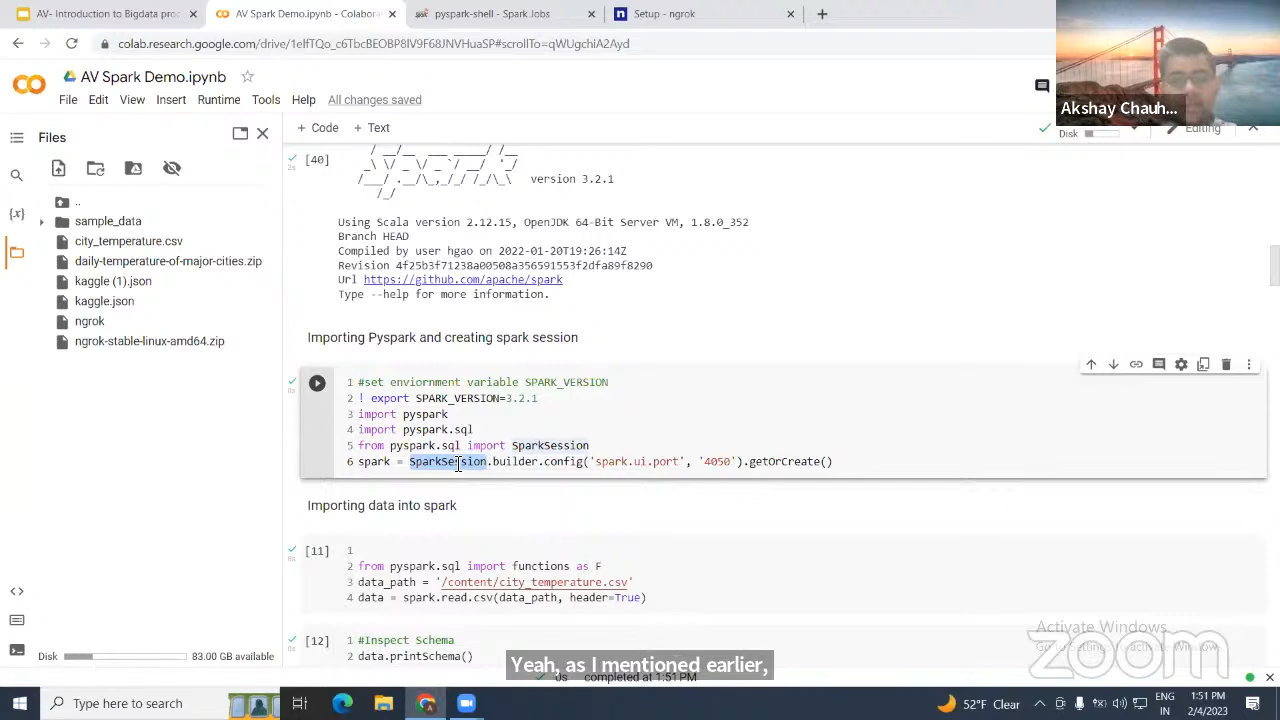 AV- Introduction to Bigdata pro
AV Spark Demo.ipynb - Colabora
pyspark-shell - Spark Jobs
Setup - ngrok
colab.research.google.com/drive/1elfTQo_c6TbcBEOBP8IV9F68JNVHuaSP#scrollTo=qWUgchiA2Ayd
AV Spark Demo.ipynb
File Edit View Insert Runtime Tools Help All changes saved
Akshay Chauh...
+ Code + Text
Disk
Editing
Files
..
sample_data
city_temperature.csv
daily-temperature-of-major-cities.zip
kaggle (1).json
kaggle.json
ngrok
ngrok-stable-linux-amd64.zip
Disk 83.00 GB available
[40]
2s
/ __/__ ___ _____/ /__
_\ \/ _ \/ _ `/ __/ '_/
/___/ .__/\_,_/_/ /_/\_\ version 3.2.1
/_/
Using Scala version 2.12.15, OpenJDK 64-Bit Server VM, 1.8.0_352
Branch HEAD
Compiled by user hgao on 2022-01-20T19:26:14Z
Revision 4f25b3f71238a00508a356591553f2dfa89f8290
Url https://github.com/apache/spark
Type --help for more information.
Importing Pyspark and creating spark session
0s
1 #set enviornment variable SPARK_VERSION
2 ! export SPARK_VERSION=3.2.1
3 import pyspark
4 import pyspark.sql
5 from pyspark.sql import SparkSession
6 spark = SparkSession.builder.config('spark.ui.port', '4050').getOrCreate()
Importing data into spark
[11]
0s
1
2 from pyspark.sql import functions as F
3 data_path = '/content/city_temperature.csv'
4 data = spark.read.csv(data_path, header=True)
[12]
0s
1 #Inspect Schema
2 data.printSchema()
Activate Windows
zoom
Yeah, as I mentioned earlier,
0s completed at 1:51 PM
Type here to search
52°F Clear
ENG
IN
1:51 PM
2/4/2023